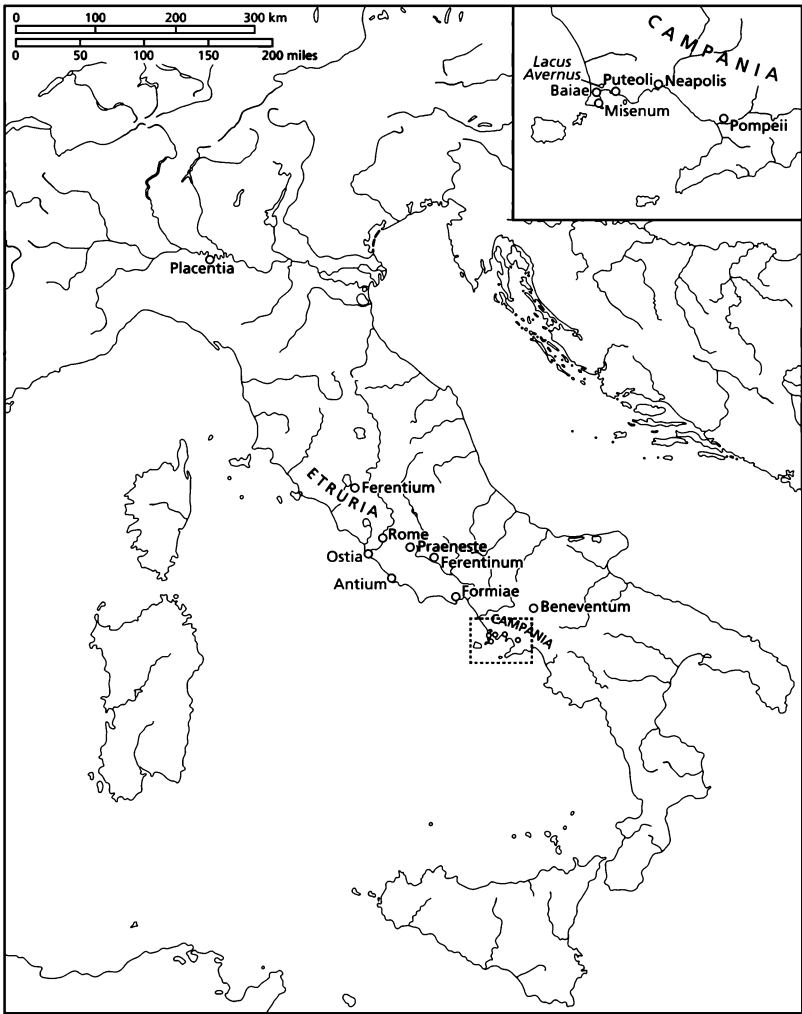 0 100 200 300 km
0 50 100 150 200 miles
CAMPANIA
Lacus
Avernus
Puteoli
Neapolis
Baiae
Misenum
Pompeii
Placentia
ETRURIA
Ferentium
Rome
Praeneste
Ostia
Ferentinum
Antium
Formiae
Beneventum
CAMPANIA